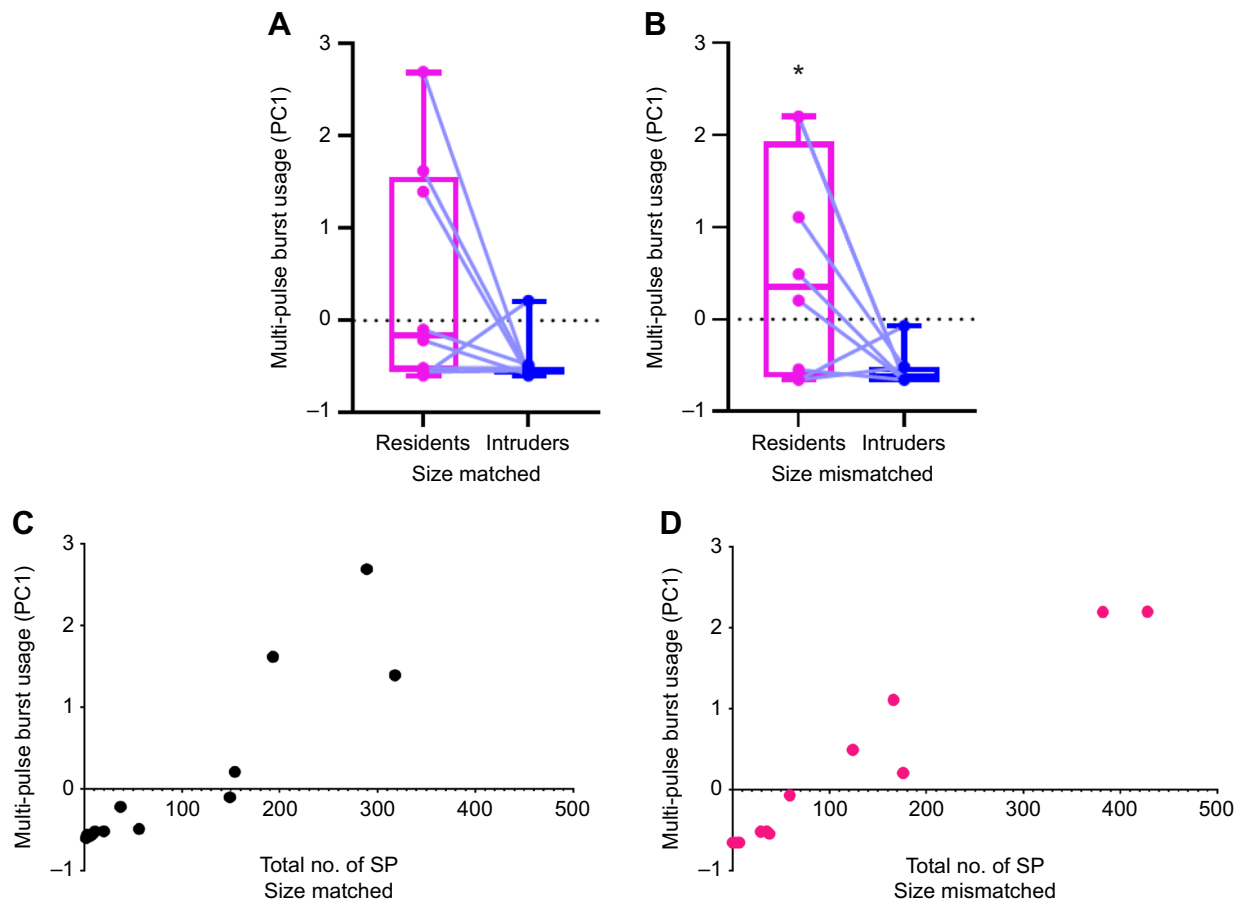 A
B
3
2
1
0
–1
Multi-pulse burst usage (PC1)
Residents Intruders
Size matched
3
2
1
0
–1
Multi-pulse burst usage (PC1)
*
Residents Intruders
Size mismatched
C
D
3
2
1
0
–1
Multi-pulse burst usage (PC1)
100 200 300 400 500
Total no. of SP
Size matched
3
2
1
0
–1
Multi-pulse burst usage (PC1)
100 200 300 400 500
Total no. of SP
Size mismatched